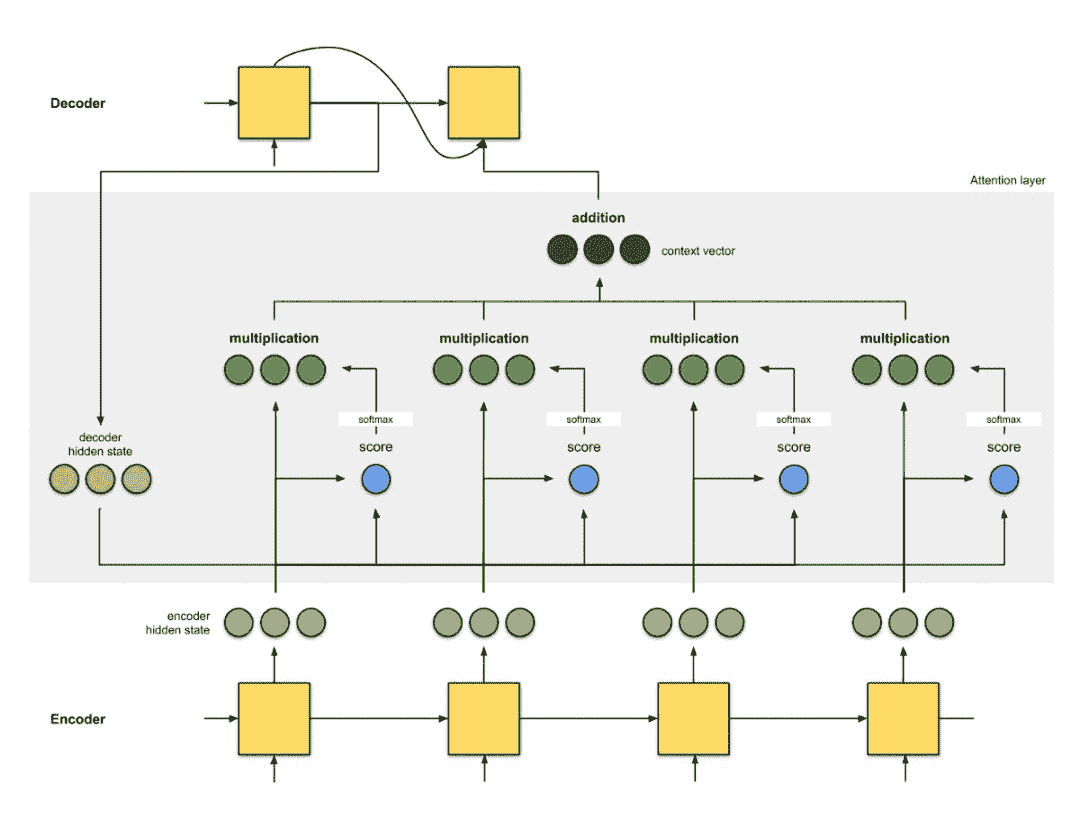 Decoder
Attention layer
addition
context vector
multiplication
multiplication
multiplication
multiplication
softmax
softmax
softmax
softmax
decoder
hidden state
score
score
score
score
encoder
hidden state
Encoder